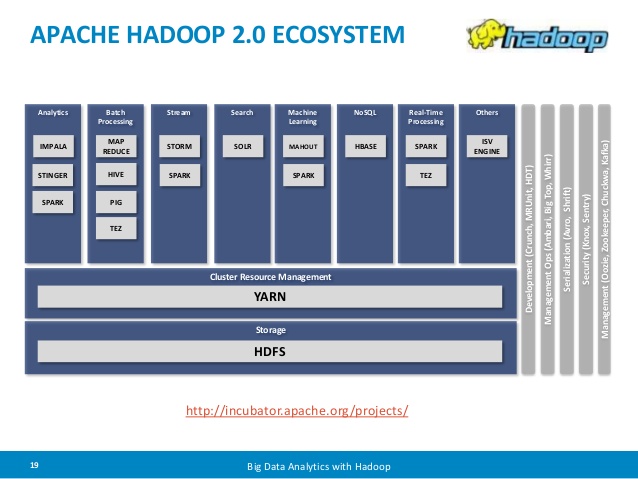 APACHE HADOOP 2.0 ECOSYSTEM
hadoop
Analytics
IMPALA
STINGER
SPARK
Batch
Processing
MAP
REDUCE
HIVE
PIG
TEZ
Stream
STORM
SPARK
Search
SOLR
Machine
Learning
MAHOUT
SPARK
NoSQL
HBASE
Real-Time
Processing
SPARK
TEZ
Others
ISV
ENGINE
Development (Crunch, MRUnit, HDT)
Management Ops (Ambari, Big Top, Whirr)
Serialization (Avro, Shrift)
Security (Knox, Sentry)
Management (Oozie, Zookeeper, Chuckwa, Kafka)
Cluster Resource Management
YARN
Storage
HDFS
http://incubator.apache.org/projects/
19
Big Data Analytics with Hadoop